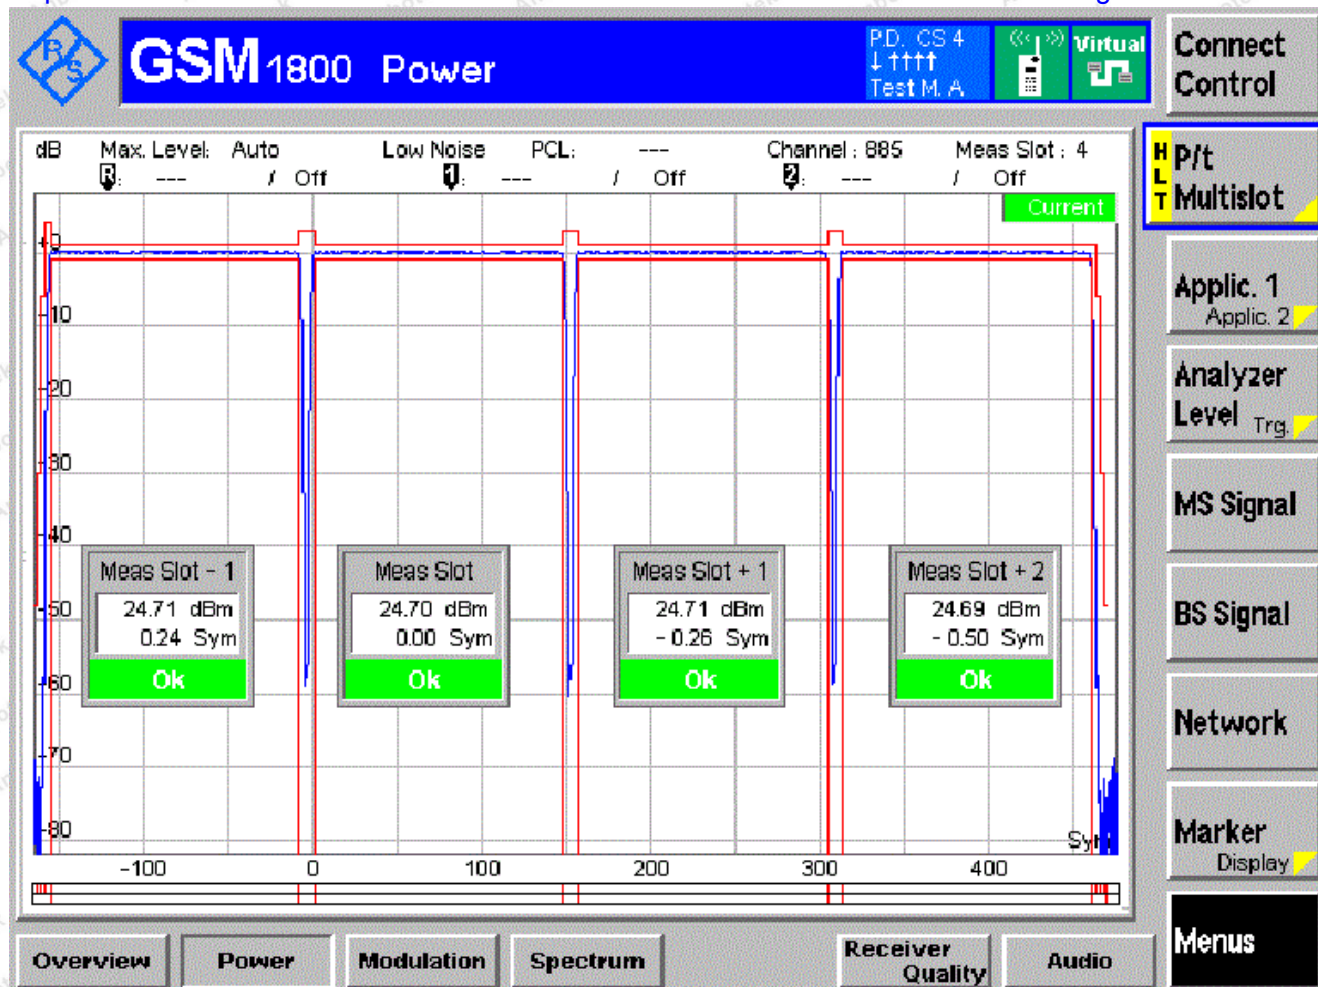 R S
GSM 1800 Power
P.D. CS 4
↓ ↑↑↑↑
Test M. A.
Virtual
Connect Control
dB Max. Level: Auto Low Noise PCL: --- Channel : 885 Meas Slot : 4
R: --- / Off 1: --- / Off 2: --- / Off
Current
HLT
P/t Multislot
Applic. 1
Applic. 2
Analyzer Level
Trg.
MS Signal
BS Signal
Network
Marker
Display
Menus
+0
-10
-20
-30
-40
-50
-60
-70
-80
Meas Slot - 1
24.71 dBm
0.24 Sym
Ok
Meas Slot
24.70 dBm
0.00 Sym
Ok
Meas Slot + 1
24.71 dBm
- 0.26 Sym
Ok
Meas Slot + 2
24.69 dBm
- 0.50 Sym
Ok
Sym
-100 0 100 200 300 400
Overview Power Modulation Spectrum Receiver Quality Audio